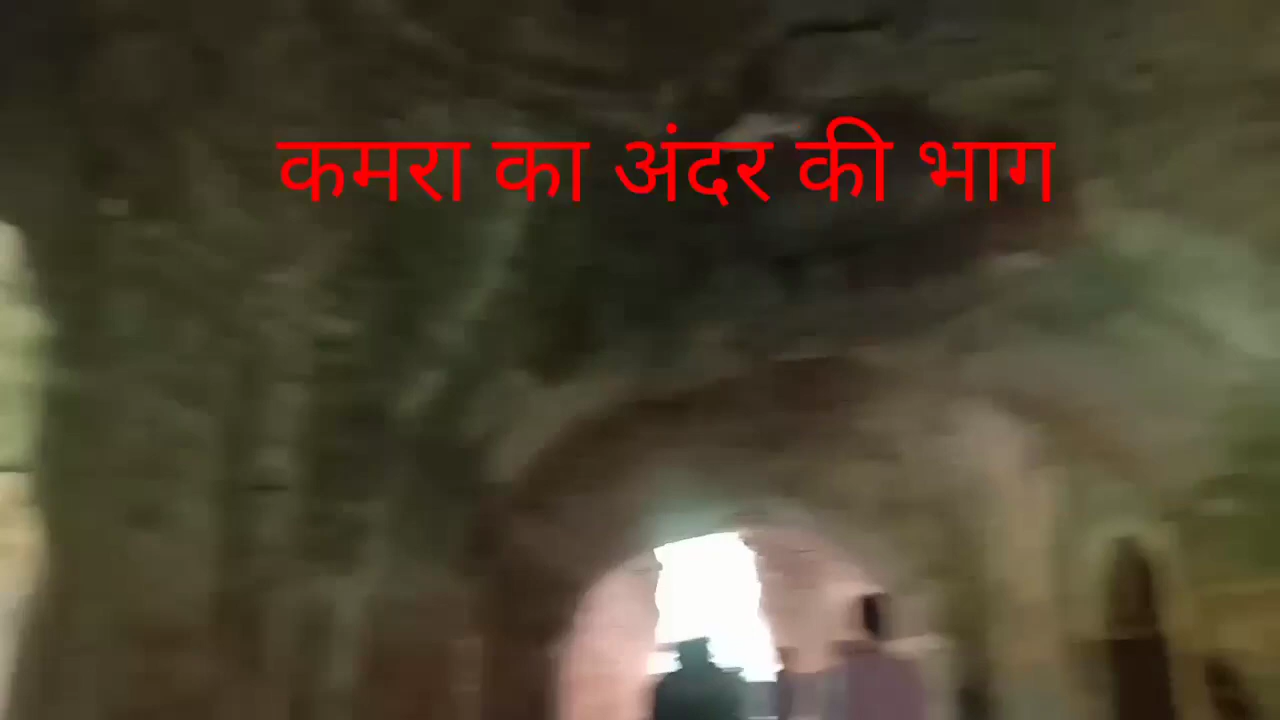 कमरा का अंदर की भाग